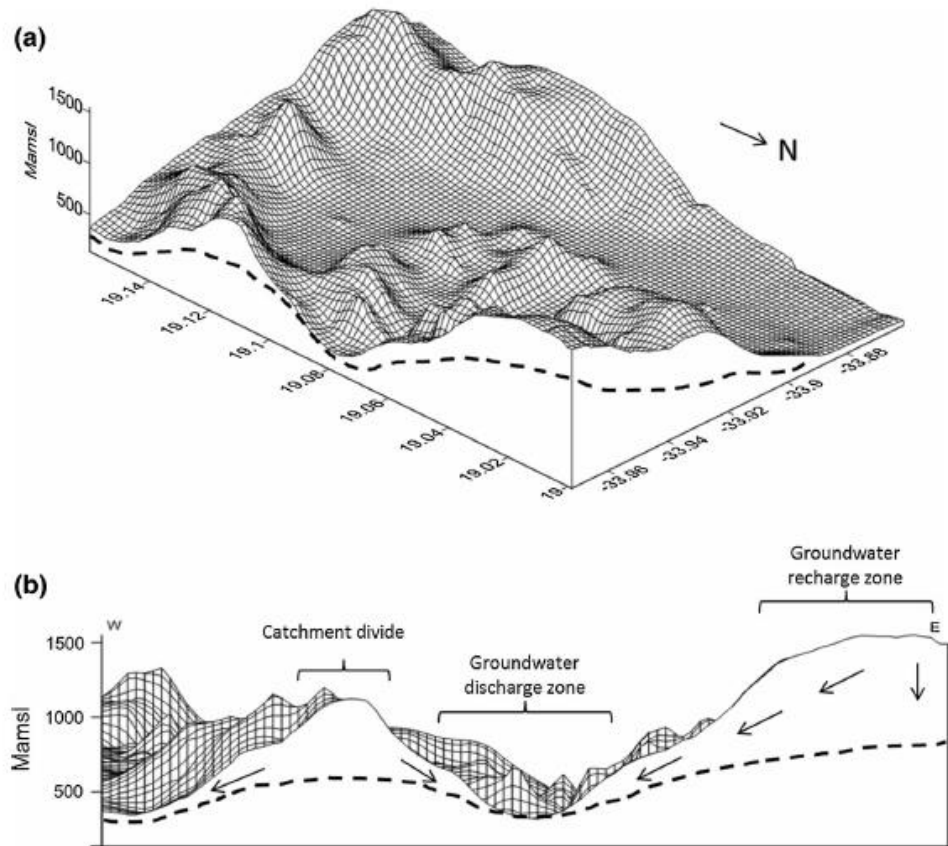 (a)
1500
1000
500
Mamsl
N
19.14
19.12
19.1
19.08
19.06
19.04
19.02
19
-33.96
-33.94
-33.92
-33.9
-33.88
(b)
Groundwater
recharge zone
W
E
Catchment divide
Groundwater
discharge zone
1500
1000
500
Mamsl